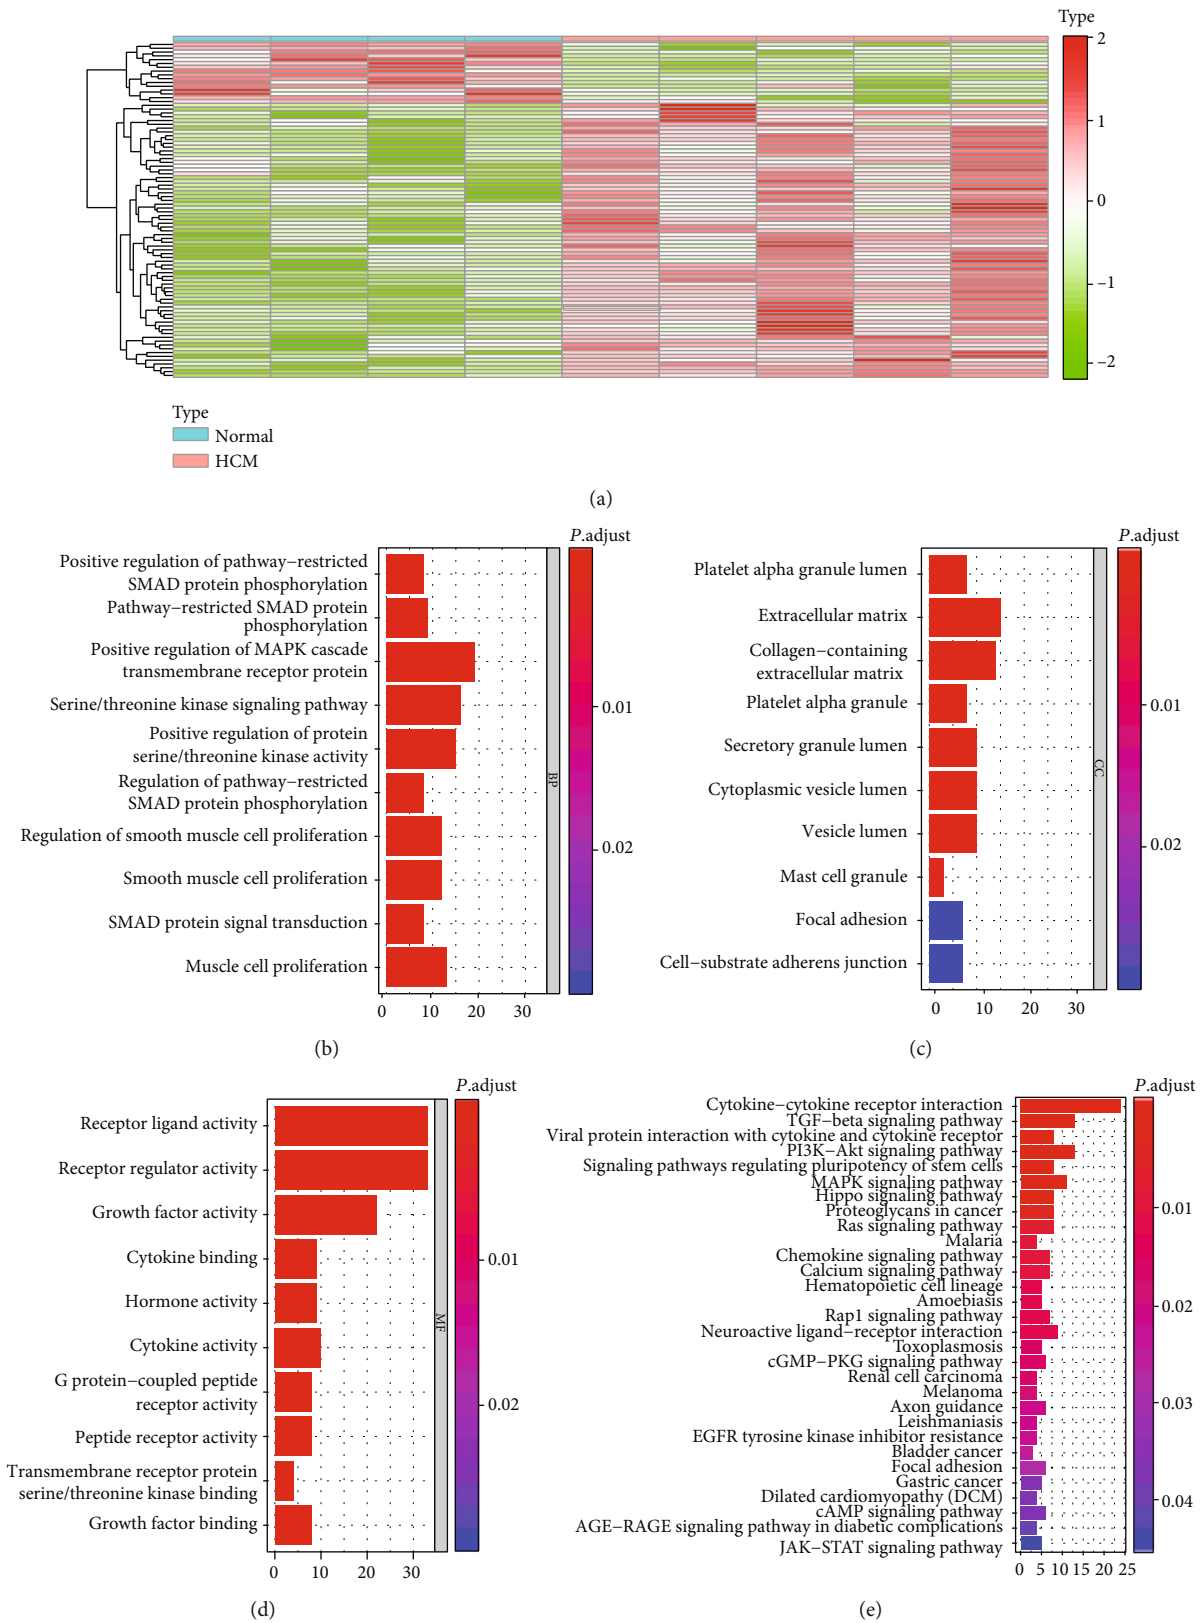 Type
2
1
0
−1
−2
Type
Normal
HCM
(a)
P.adjust
Positive regulation of pathway−restricted
SMAD protein phosphorylation
Pathway−restricted SMAD protein
phosphorylation
Positive regulation of MAPK cascade
transmembrane receptor protein
Serine/threonine kinase signaling pathway
Positive regulation of protein
serine/threonine kinase activity
Regulation of pathway−restricted
SMAD protein phosphorylation
Regulation of smooth muscle cell proliferation
Smooth muscle cell proliferation
SMAD protein signal transduction
Muscle cell proliferation
BP
0.01
0.02
0 10 20 30
(b)
P.adjust
Platelet alpha granule lumen
Extracellular matrix
Collagen−containing
extracellular matrix
Platelet alpha granule
Secretory granule lumen
Cytoplasmic vesicle lumen
Vesicle lumen
Mast cell granule
Focal adhesion
Cell−substrate adherens junction
CC
0.01
0.02
0 10 20 30
(c)
P.adjust
Receptor ligand activity
Receptor regulator activity
Growth factor activity
Cytokine binding
Hormone activity
Cytokine activity
G protein−coupled peptide
receptor activity
Peptide receptor activity
Transmembrane receptor protein
serine/threonine kinase binding
Growth factor binding
MF
0.01
0.02
0 10 20 30
(d)
P.adjust
Cytokine−cytokine receptor interaction
TGF−beta signaling pathway
Viral protein interaction with cytokine and cytokine receptor
PI3K−Akt signaling pathway
Signaling pathways regulating pluripotency of stem cells
MAPK signaling pathway
Hippo signaling pathway
Proteoglycans in cancer
Ras signaling pathway
Malaria
Chemokine signaling pathway
Calcium signaling pathway
Hematopoietic cell lineage
Amoebiasis
Rap1 signaling pathway
Neuroactive ligand−receptor interaction
Toxoplasmosis
cGMP−PKG signaling pathway
Renal cell carcinoma
Melanoma
Axon guidance
Leishmaniasis
EGFR tyrosine kinase inhibitor resistance
Bladder cancer
Focal adhesion
Gastric cancer
Dilated cardiomyopathy (DCM)
cAMP signaling pathway
AGE−RAGE signaling pathway in diabetic complications
JAK−STAT signaling pathway
0.01
0.02
0.03
0.04
0 5 10 15 20 25
(e)